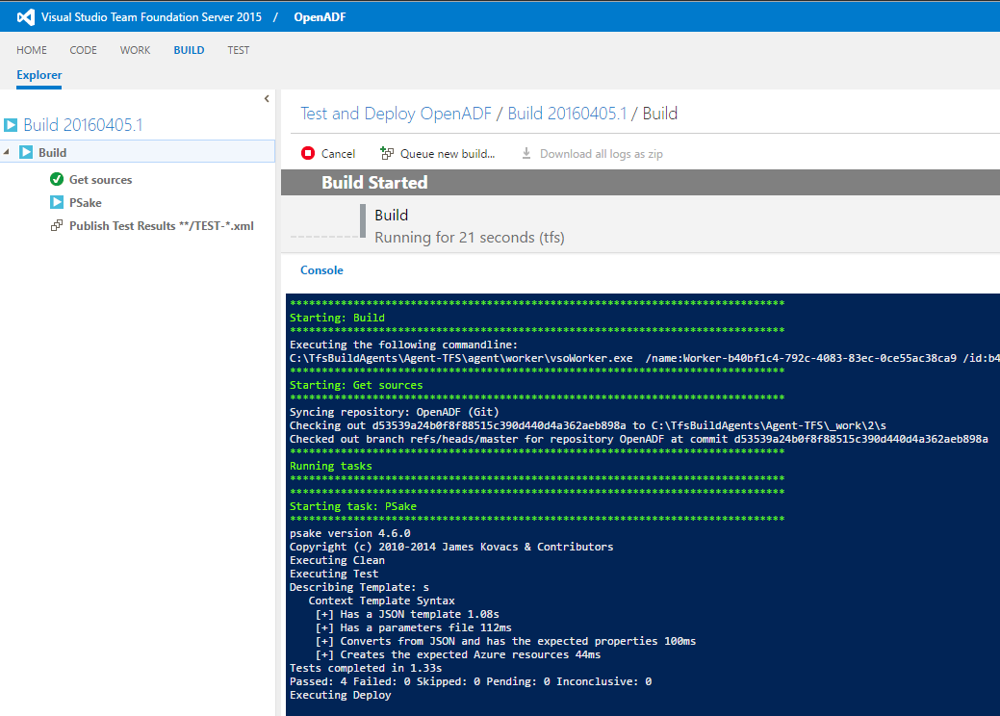 Visual Studio Team Foundation Server 2015 / OpenADF
HOME CODE WORK BUILD TEST
Explorer
Build 20160405.1
Build
Get sources
PSake
Publish Test Results **/TEST-*.xml
Test and Deploy OpenADF / Build 20160405.1 / Build
Cancel Queue new build... Download all logs as zip
Build Started
Build
Running for 21 seconds (tfs)
Console
******************************************************************************
Starting: Build
******************************************************************************
Executing the following commandline:
C:\TfsBuildAgents\Agent-TFS\agent\worker\vsoWorker.exe /name:Worker-b40bf1c4-792c-4083-83ec-0ce55ac38ca9 /id:b4
******************************************************************************
Starting: Get sources
******************************************************************************
Syncing repository: OpenADF (Git)
Checking out d53539a24b0f8f88515c390d440d4a362aeb898a to C:\TfsBuildAgents\Agent-TFS\_work\2\s
Checked out branch refs/heads/master for repository OpenADF at commit d53539a24b0f8f88515c390d440d4a362aeb898a
******************************************************************************
Running tasks
******************************************************************************
******************************************************************************
Starting task: PSake
******************************************************************************
psake version 4.6.0
Copyright (c) 2010-2014 James Kovacs & Contributors
Executing Clean
Executing Test
Describing Template: s
Context Template Syntax
[+] Has a JSON template 1.08s
[+] Has a parameters file 112ms
[+] Converts from JSON and has the expected properties 100ms
[+] Creates the expected Azure resources 44ms
Tests completed in 1.33s
Passed: 4 Failed: 0 Skipped: 0 Pending: 0 Inconclusive: 0
Executing Deploy